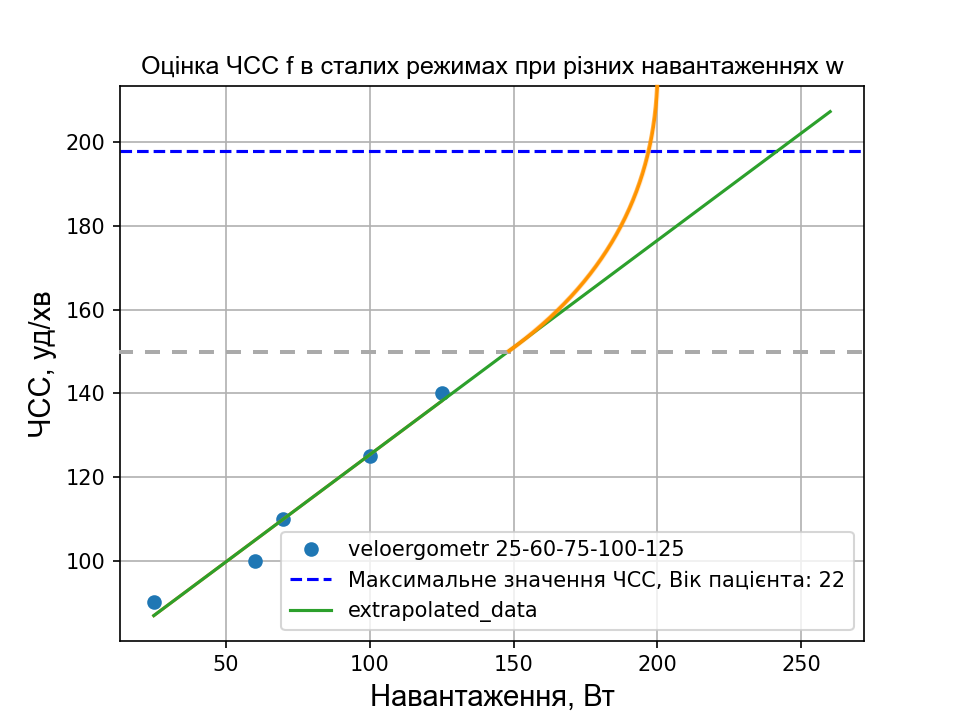 Оцінка ЧСС f в сталих режимах при різних навантаженнях w
ЧСС, уд/хв
200
180
160
140
120
100
veloergometr 25-60-75-100-125
Максимальне значення ЧСС, Вік пацієнта: 22
extrapolated_data
50
100
150
200
250
Навантаження, Вт